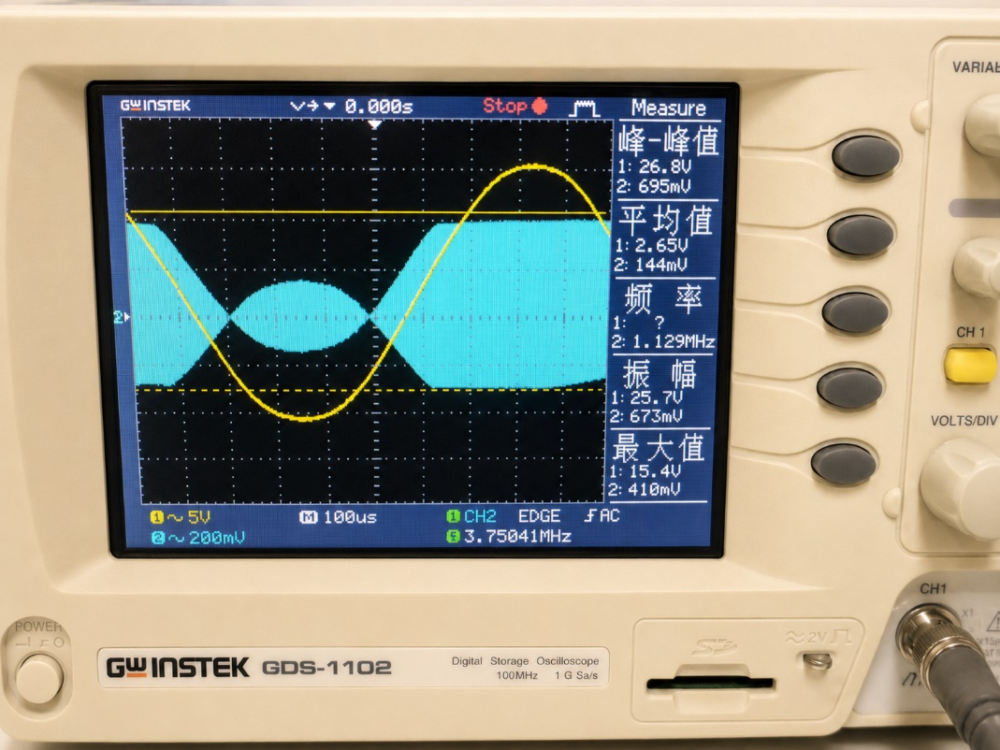 GWINSTEK
0.000s
Stop
Measure
峰-峰值
1: 26.8V
2: 695mV
平均值
1: 2.65V
2: 144mV
频 率
1: ?
2: 1.129MHz
振 幅
1: 25.7V
2: 673mV
最大值
1: 15.4V
2: 410mV
2
1 ~ 5V
M 100us
1 CH2 EDGE AC
2 ~ 200mV
F 3.75041MHz
VARIAB
CH 1
VOLTS/DIV
CH1
X1
POWER
GWINSTEK GDS-1102
Digital Storage Oscilloscope
100MHz 1 G Sa/s
SD
≈2V